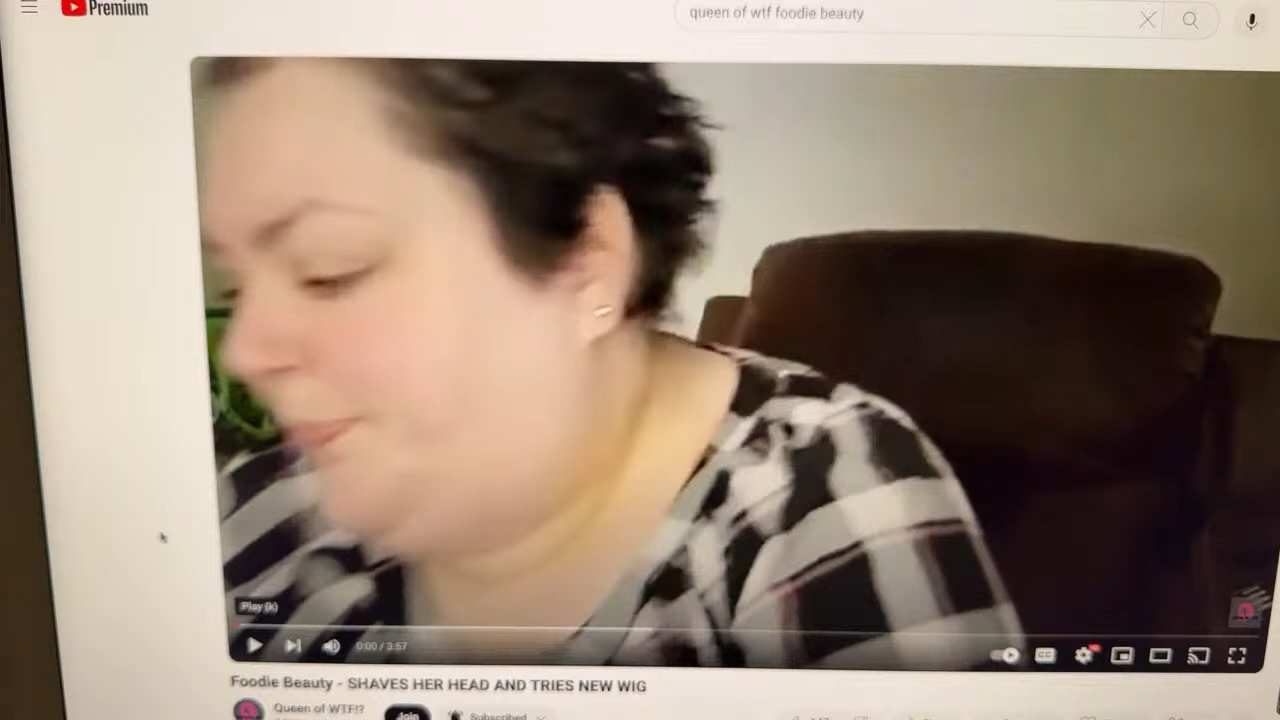 Premium
queen of wtf foodie beauty
Play (k)
0:00 / 3:57
CC
Foodie Beauty - SHAVES HER HEAD AND TRIES NEW WIG
Queen of WTF!?
Join
Subscribed